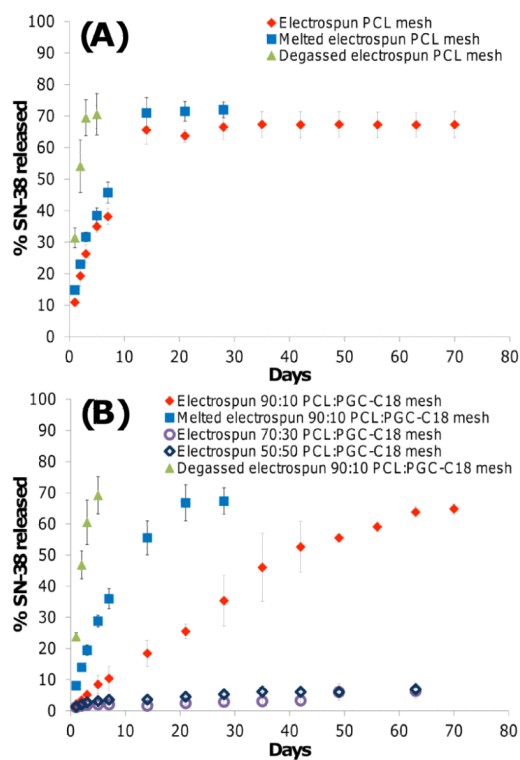 (A)
Electrospun PCL mesh
Melted electrospun PCL mesh
Degassed electrospun PCL mesh
% SN-38 released
100
90
80
70
60
50
40
30
20
10
0
0 10 20 30 40 50 60 70 80
Days
(B)
Electrospun 90:10 PCL:PGC-C18 mesh
Melted electrospun 90:10 PCL:PGC-C18 mesh
Electrospun 70:30 PCL:PGC-C18 mesh
Electrospun 50:50 PCL:PGC-C18 mesh
Degassed electrospun 90:10 PCL:PGC-C18 mesh
% SN-38 released
100
90
80
70
60
50
40
30
20
10
0
0 10 20 30 40 50 60 70 80
Days